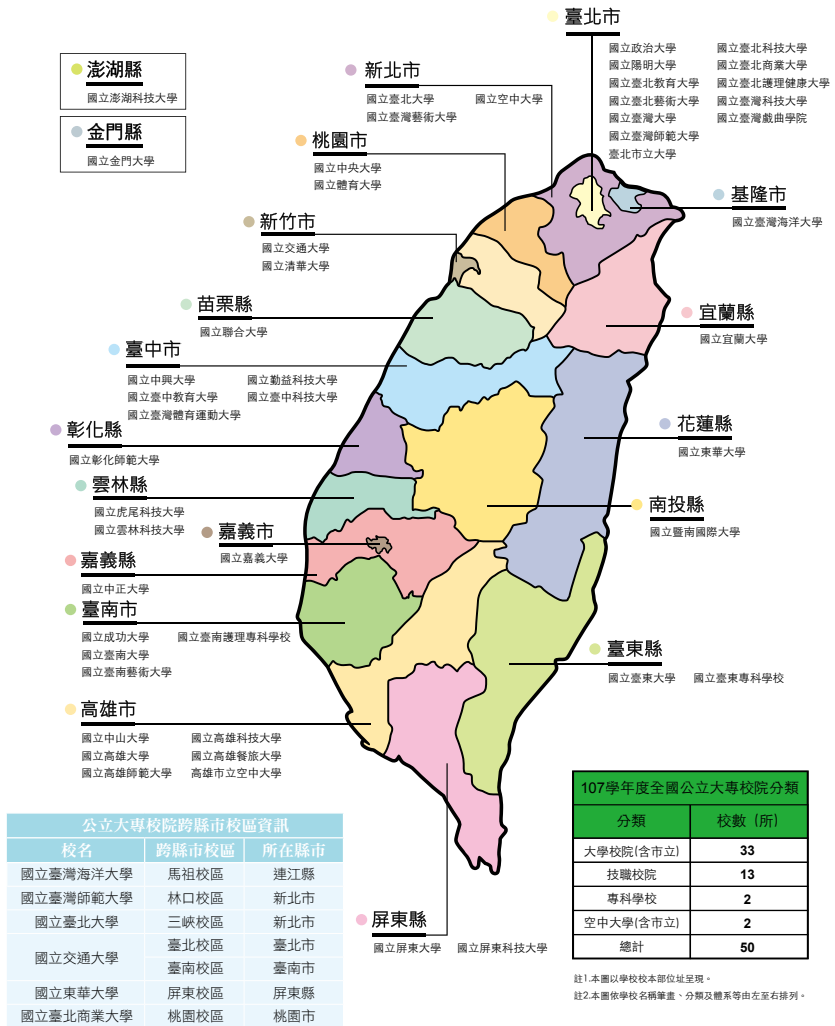 臺北市
國立政治大學 國立臺北科技大學
國立陽明大學 國立臺北商業大學
國立臺北教育大學 國立臺北護理健康大學
國立臺北藝術大學 國立臺灣科技大學
國立臺灣大學 國立臺灣戲曲學院
國立臺灣師範大學
臺北市立大學
澎湖縣
國立澎湖科技大學
金門縣
國立金門大學
新北市
國立臺北大學 國立空中大學
國立臺灣藝術大學
桃園市
國立中央大學
國立體育大學
基隆市
國立臺灣海洋大學
新竹市
國立交通大學
國立清華大學
苗栗縣
國立聯合大學
宜蘭縣
國立宜蘭大學
臺中市
國立中興大學 國立勤益科技大學
國立臺中教育大學 國立臺中科技大學
國立臺灣體育運動大學
彰化縣
國立彰化師範大學
花蓮縣
國立東華大學
雲林縣
國立虎尾科技大學
國立雲林科技大學
南投縣
國立暨南國際大學
嘉義市
國立嘉義大學
嘉義縣
國立中正大學
臺南市
國立成功大學 國立臺南護理專科學校
國立臺南大學
國立臺南藝術大學
臺東縣
國立臺東大學 國立臺東專科學校
高雄市
國立中山大學 國立高雄科技大學
國立高雄大學 國立高雄餐旅大學
國立高雄師範大學 高雄市立空中大學
屏東縣
國立屏東大學 國立屏東科技大學
公立大專校院跨縣市校區資訊
校名 跨縣市校區 所在縣市
國立臺灣海洋大學 馬祖校區 連江縣
國立臺灣師範大學 林口校區 新北市
國立臺北大學 三峽校區 新北市
國立交通大學 臺北校區 臺北市
臺南校區 臺南市
國立東華大學 屏東校區 屏東縣
國立臺北商業大學 桃園校區 桃園市
107學年度全國公立大專校院分類
分類 校數（所）
大學校院(含市立) 33
技職校院 13
專科學校 2
空中大學(含市立) 2
總計 50
註1.本圖以學校校本部位址呈現。
註2.本圖依學校名稱筆畫、分類及體系等由左至右排列。